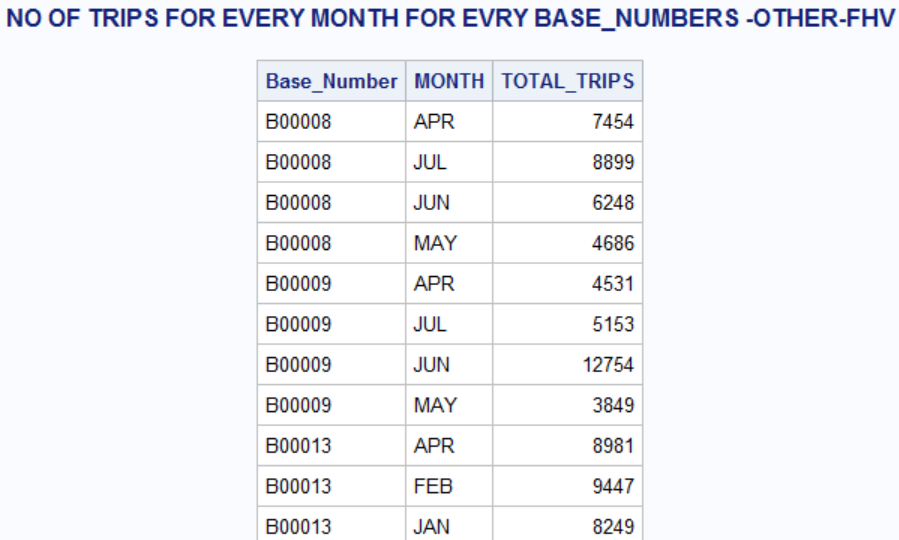 NO OF TRIPS FOR EVERY MONTH FOR EVRY BASE_NUMBERS -OTHER-FHV
Base_Number MONTH TOTAL_TRIPS
B00008 APR 7454
B00008 JUL 8899
B00008 JUN 6248
B00008 MAY 4686
B00009 APR 4531
B00009 JUL 5153
B00009 JUN 12754
B00009 MAY 3849
B00013 APR 8981
B00013 FEB 9447
B00013 JAN 8249